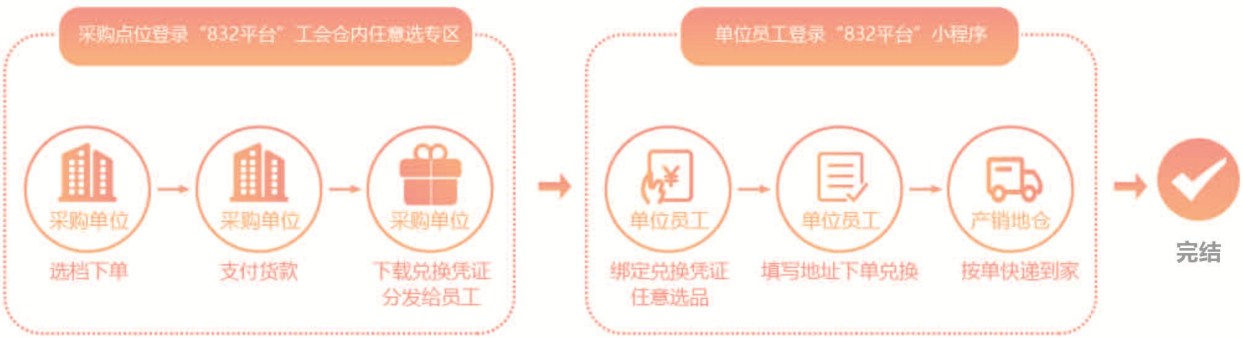 采购点位登录“832平台”工会仓内任意选专区
单位员工登录“832平台”小程序
采购单位
采购单位
采购单位
单位员工
单位员工
产销地仓
选档下单
支付货款
下载兑换凭证
分发给员工
绑定兑换凭证
任意选品
填写地址下单兑换
按单快递到家
完结